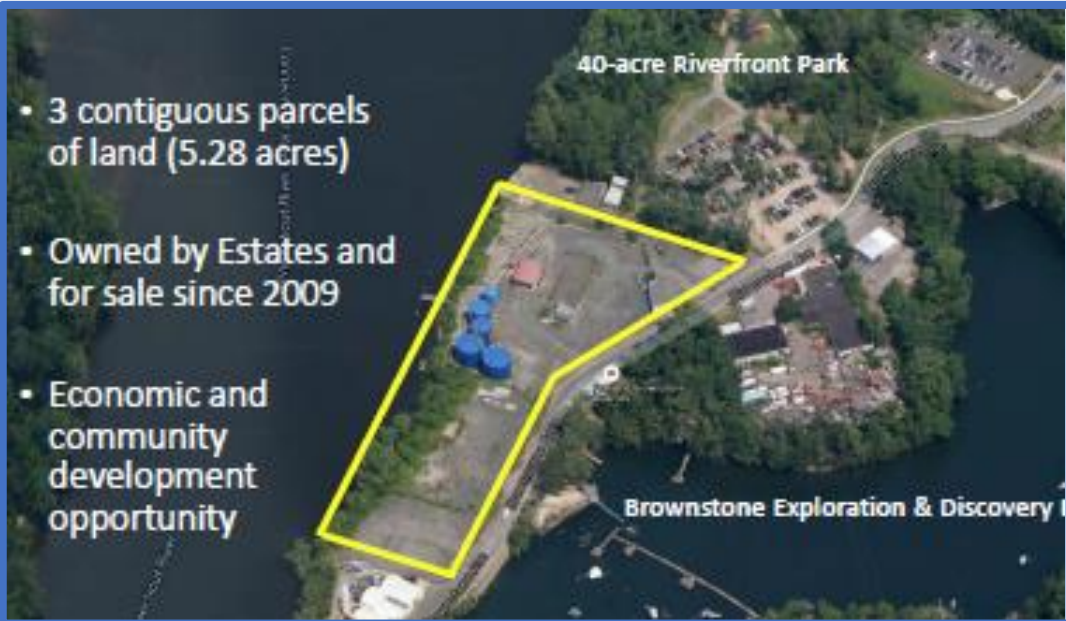 40-acre Riverfront Park
• 3 contiguous parcels
of land (5.28 acres)
• Owned by Estates and
for sale since 2009
• Economic and
community
development
opportunity
Brownstone Exploration & Discovery